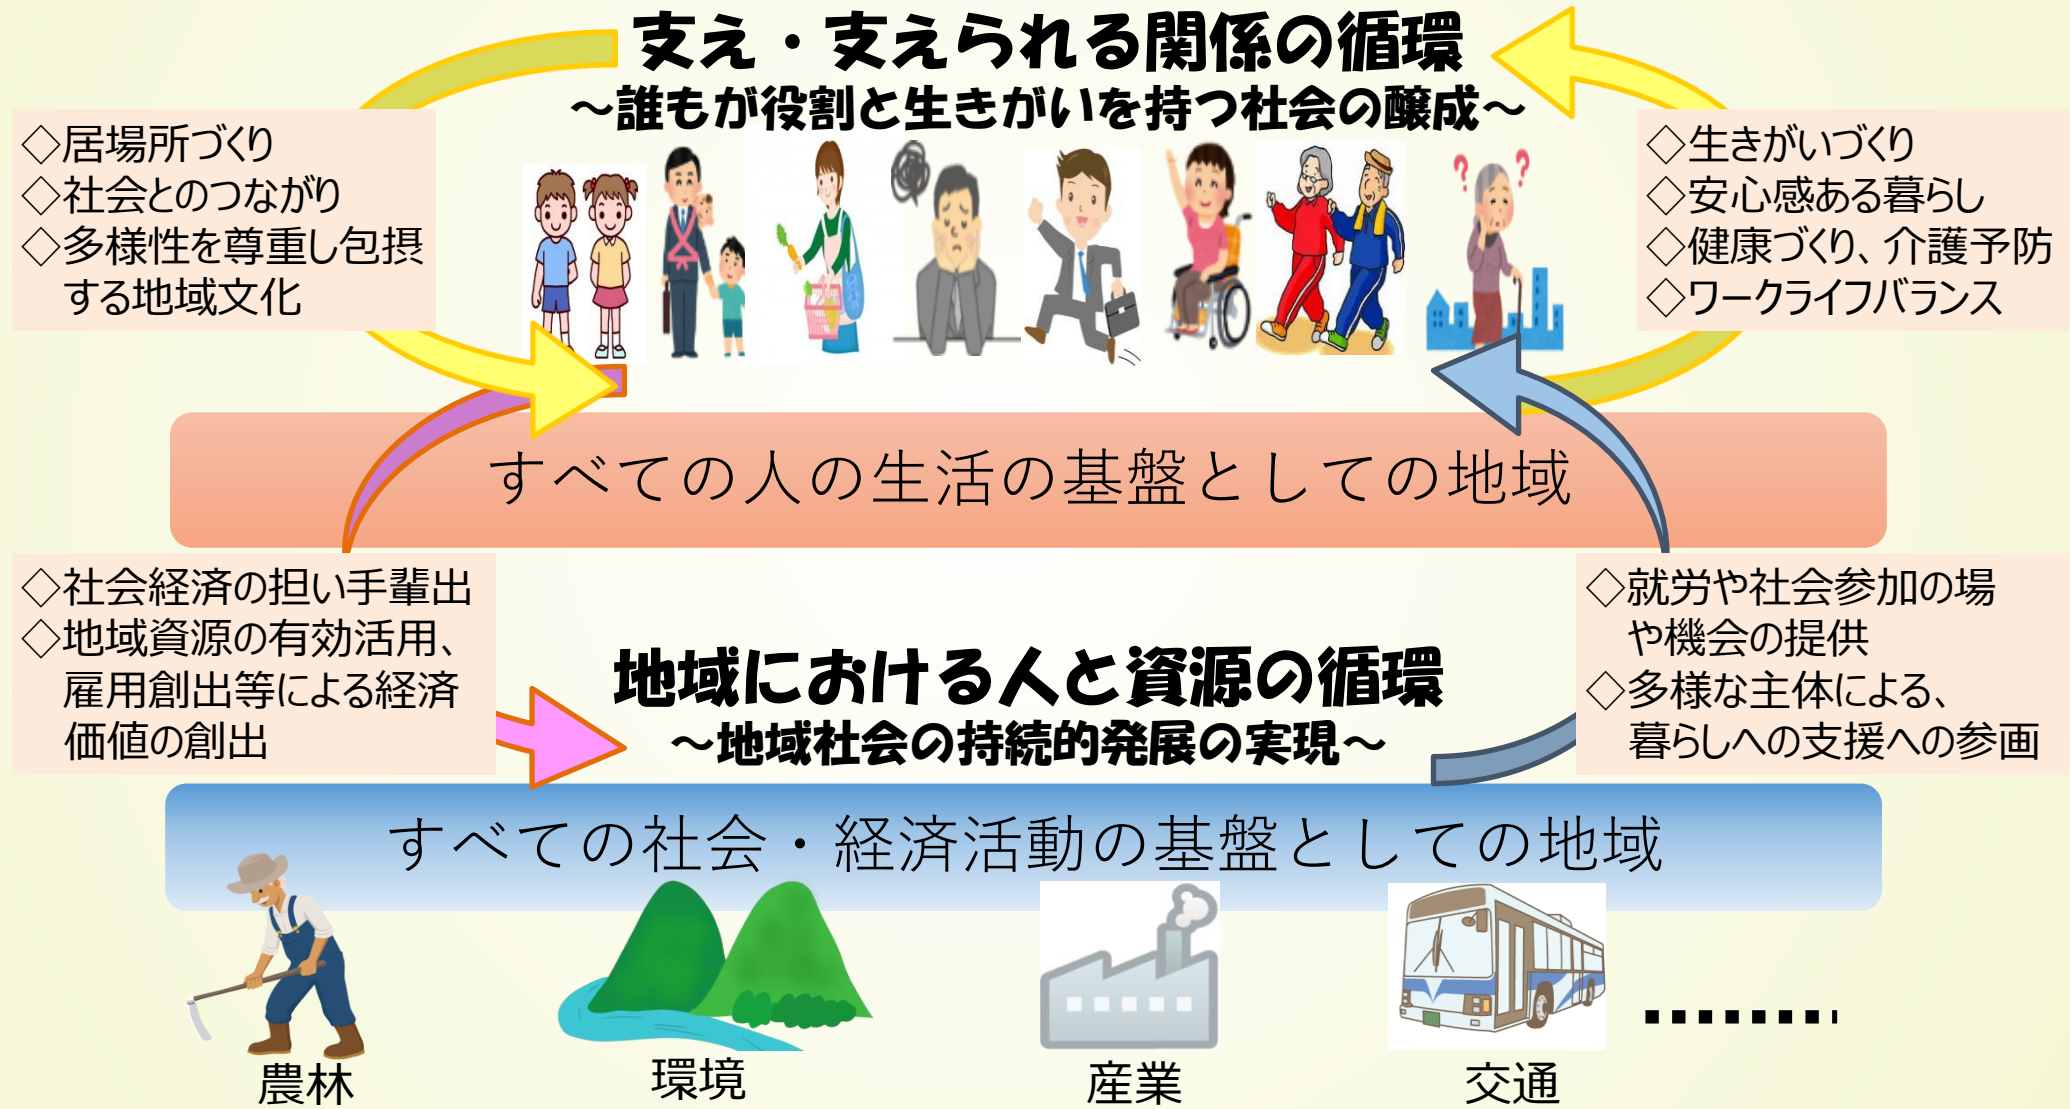 支え・支えられる関係の循環
～誰もが役割と生きがいを持つ社会の醸成～
◇居場所づくり
◇社会とのつながり
◇多様性を尊重し包摂
する地域文化
◇生きがいづくり
◇安心感ある暮らし
◇健康づくり、介護予防
◇ワークライフバランス
? ?
すべての人の生活の基盤としての地域
◇社会経済の担い手輩出
◇地域資源の有効活用、
雇用創出等による経済
価値の創出
地域における人と資源の循環
～地域社会の持続的発展の実現～
◇就労や社会参加の場
や機会の提供
◇多様な主体による、
暮らしへの支援への参画
すべての社会・経済活動の基盤としての地域
農林
環境
産業
交通